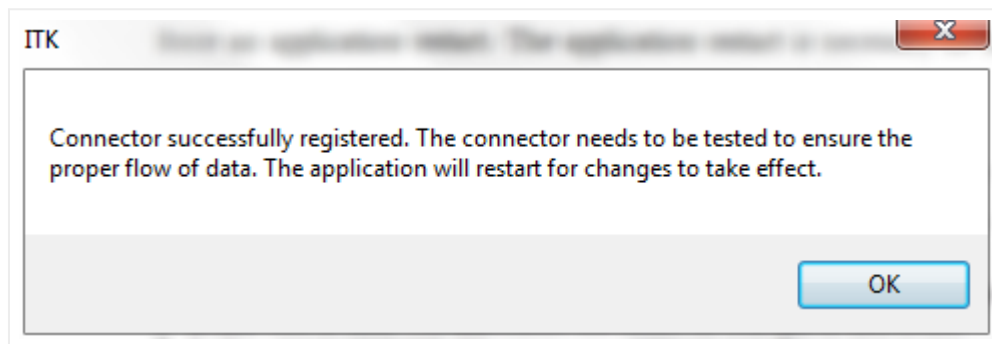 ITK
Connector successfully registered. The connector needs to be tested to ensure the
proper flow of data. The application will restart for changes to take effect.
OK